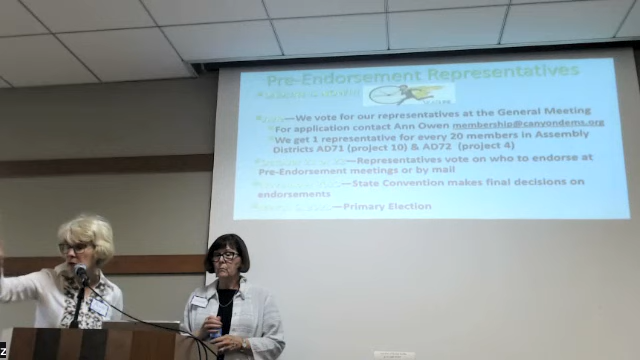 Pre-Endorsement Representatives
—We vote for our representatives at the General Meeting
For application contact Ann Owen membership@canyondems.org
We get 1 representative for every 20 members in Assembly
Districts AD71 (project 10) & AD72 (project 4)
—Representatives vote on who to endorse at
Pre-Endorsement meetings or by mail
—State Convention makes final decisions on
endorsements
—Primary Election
z